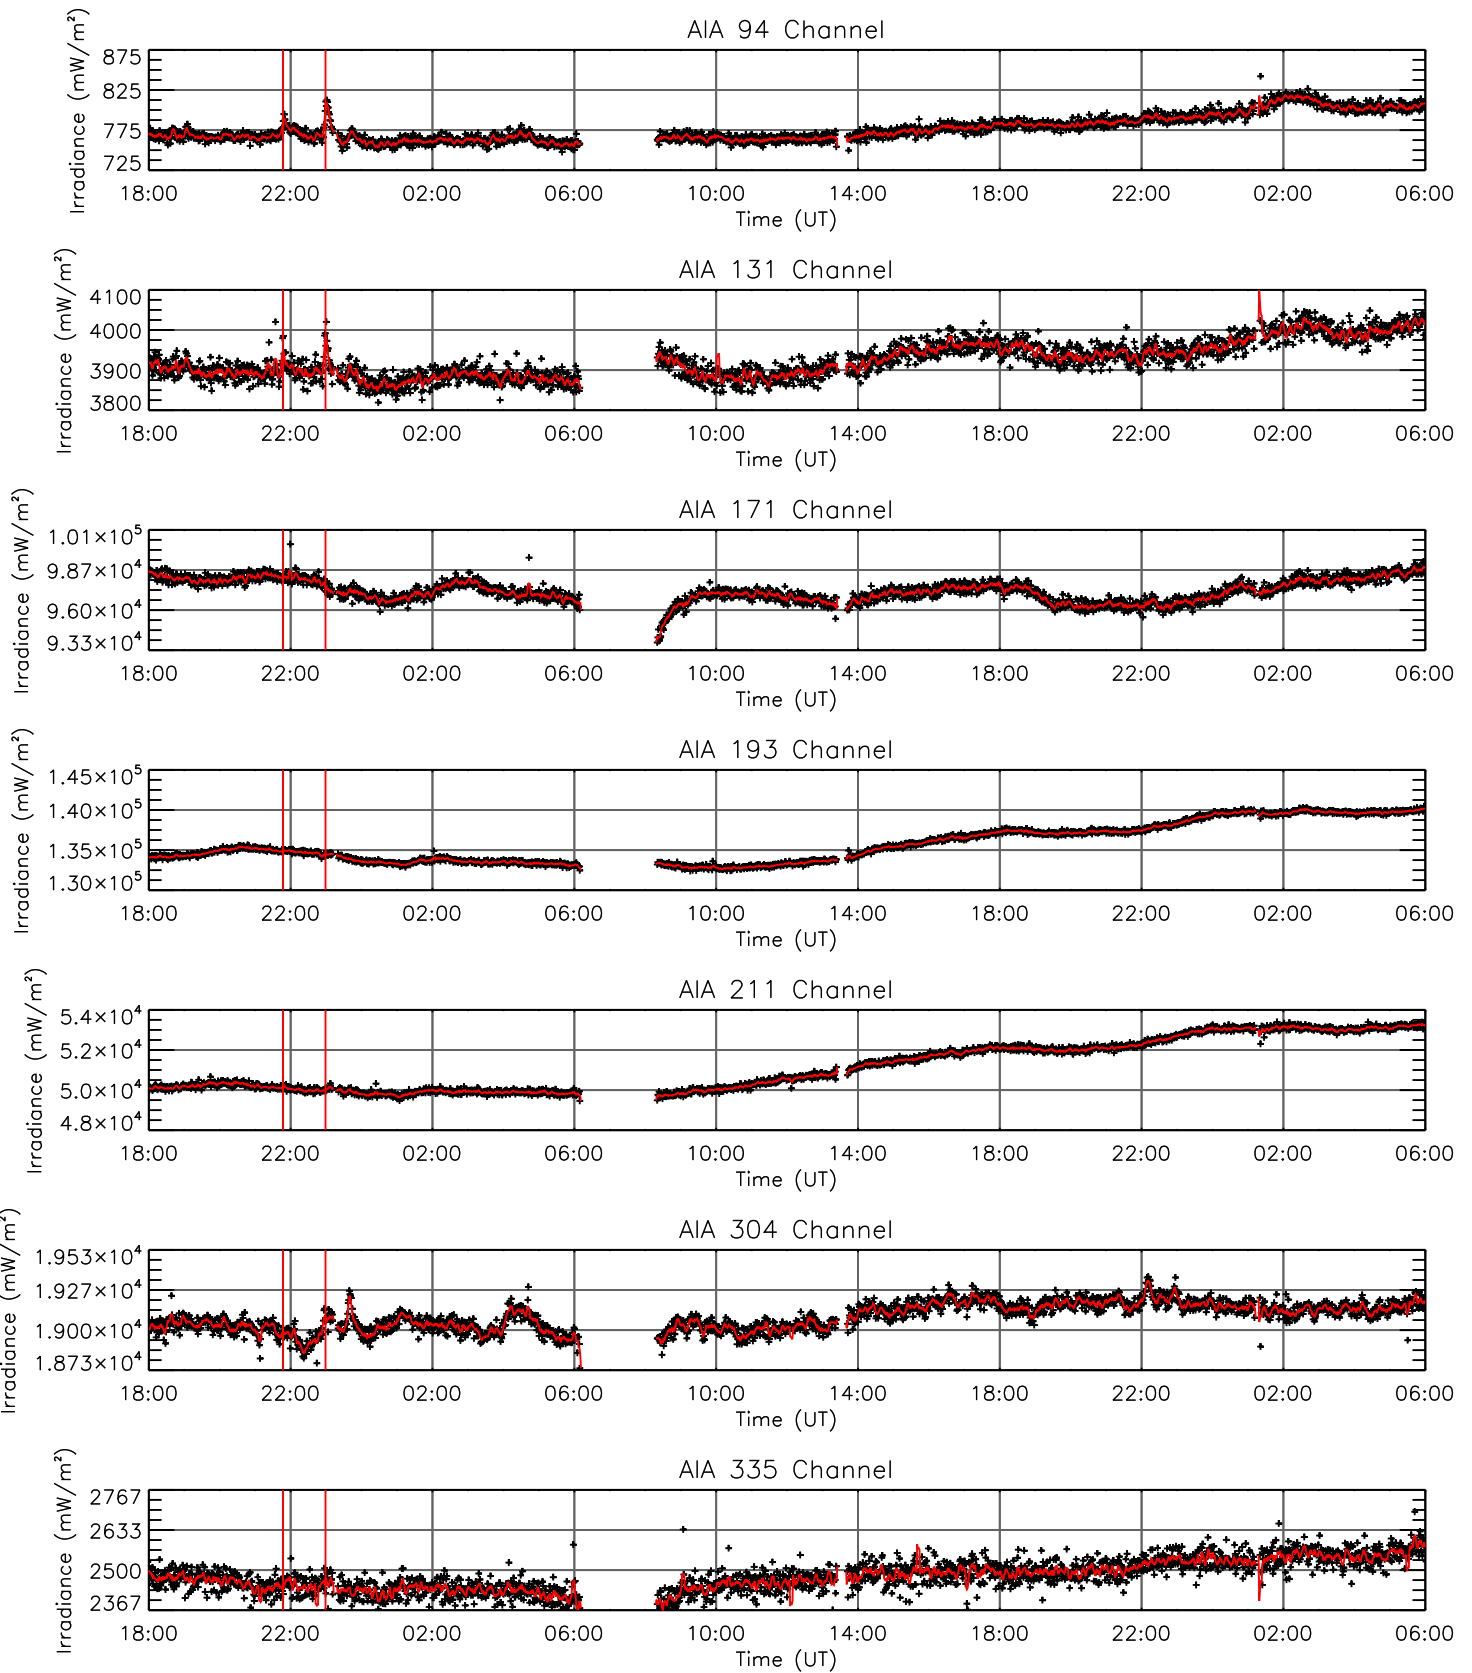 AIA 94 Channel
Irradiance (mW/m²)
875
825
775
725
18:00 22:00 02:00 06:00 10:00 14:00 18:00 22:00 02:00 06:00
Time (UT)
AIA 131 Channel
Irradiance (mW/m²)
4100
4000
3900
3800
18:00 22:00 02:00 06:00 10:00 14:00 18:00 22:00 02:00 06:00
Time (UT)
AIA 171 Channel
Irradiance (mW/m²)
1.01×10⁵
9.87×10⁴
9.60×10⁴
9.33×10⁴
18:00 22:00 02:00 06:00 10:00 14:00 18:00 22:00 02:00 06:00
Time (UT)
AIA 193 Channel
Irradiance (mW/m²)
1.45×10⁵
1.40×10⁵
1.35×10⁵
1.30×10⁵
18:00 22:00 02:00 06:00 10:00 14:00 18:00 22:00 02:00 06:00
Time (UT)
AIA 211 Channel
Irradiance (mW/m²)
5.4×10⁴
5.2×10⁴
5.0×10⁴
4.8×10⁴
18:00 22:00 02:00 06:00 10:00 14:00 18:00 22:00 02:00 06:00
Time (UT)
AIA 304 Channel
Irradiance (mW/m²)
1.953×10⁴
1.927×10⁴
1.900×10⁴
1.873×10⁴
18:00 22:00 02:00 06:00 10:00 14:00 18:00 22:00 02:00 06:00
Time (UT)
AIA 335 Channel
Irradiance (mW/m²)
2767
2633
2500
2367
18:00 22:00 02:00 06:00 10:00 14:00 18:00 22:00 02:00 06:00
Time (UT)